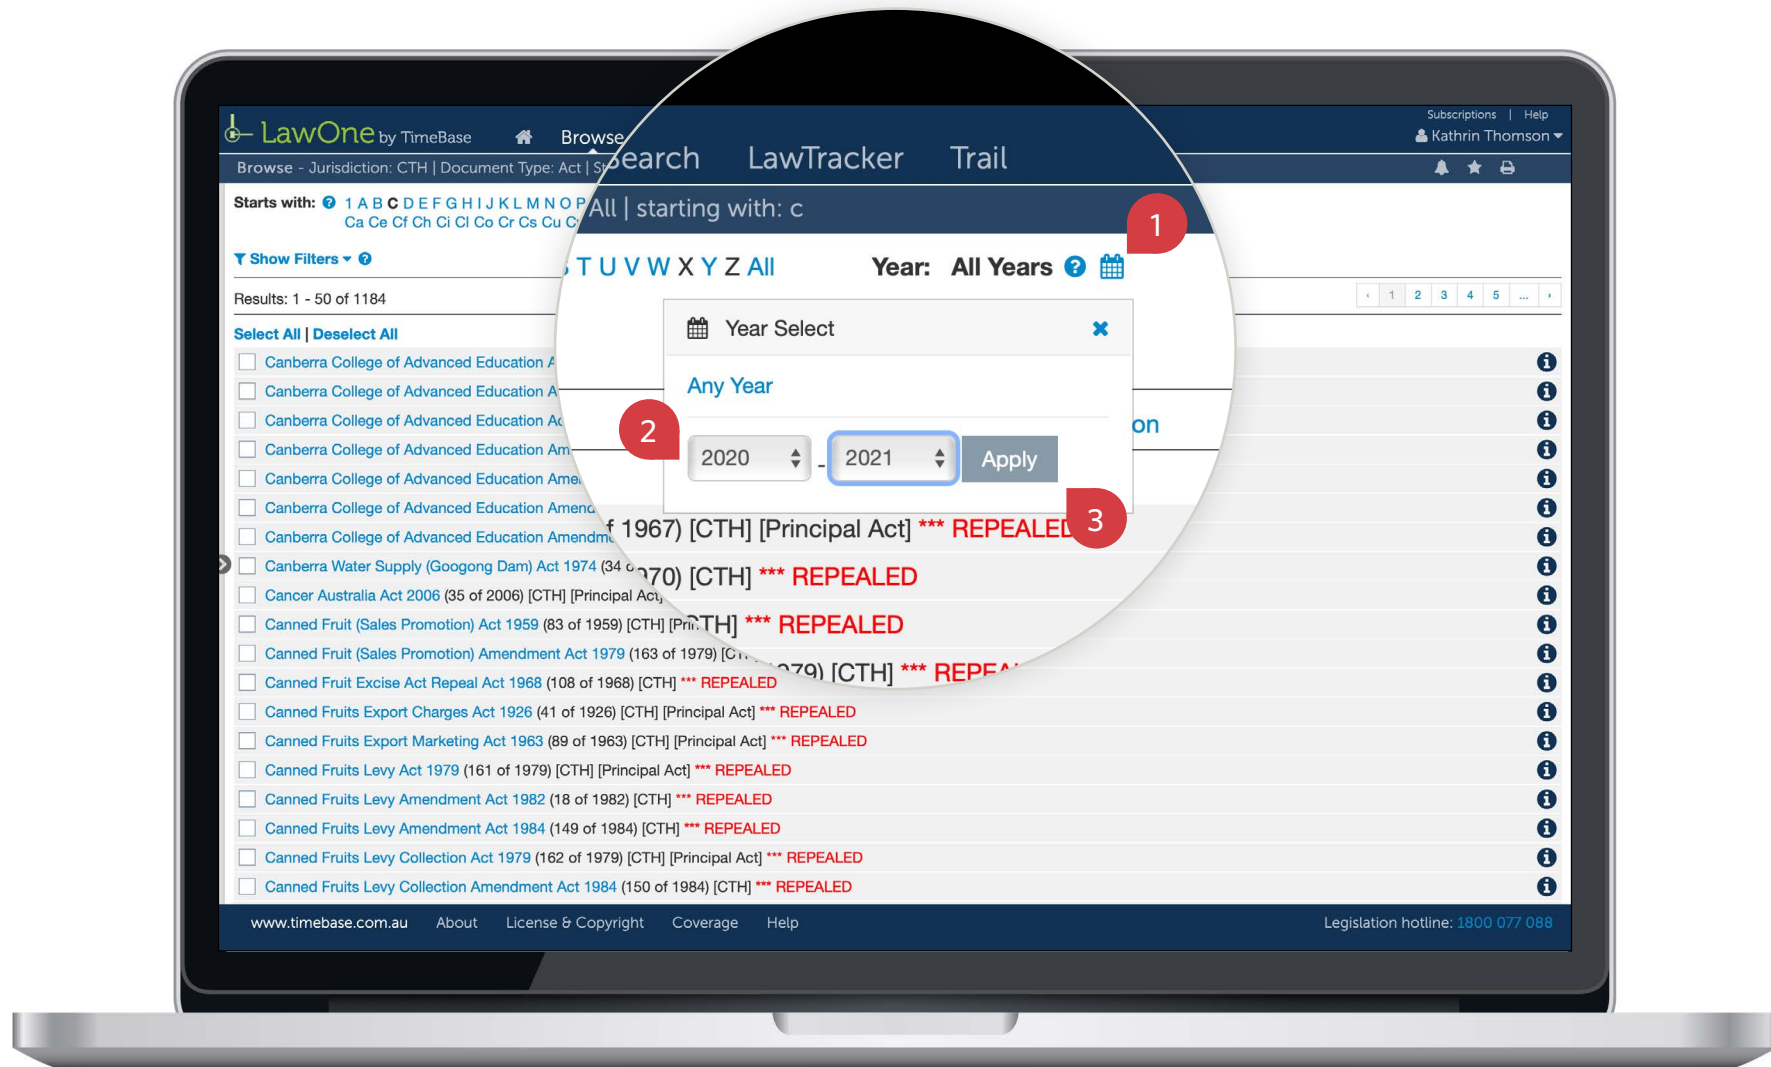 Subscriptions | Help
LawOne by TimeBase Browse
Kathrin Thomson
Search LawTracker Trail
Browse - Jurisdiction: CTH | Document Type: Act |
All | starting with: c
1
Starts with: ? 1 A B C D E F G H I J K L M N O P
Ca Ce Cf Ch Ci Cl Co Cr Cs Cu
T U V W X Y Z All Year: All Years ?
Show Filters ?
Results: 1 - 50 of 1184
‹ 1 2 3 4 5 ... ›
Year Select
Select All | Deselect All
Any Year
2
2020 - 2021 Apply
on
3
Canberra College of Advanced Education
Canberra College of Advanced Education
Canberra College of Advanced Education
Canberra College of Advanced Education
Canberra College of Advanced Education
Canberra College of Advanced Education
Canberra College of Advanced Education
f 1967) [CTH] [Principal Act] *** REPEALED
970) [CTH] *** REPEALED
CTH] *** REPEALED
1979) [CTH] ***
Canberra Water Supply (Googong Dam) Act 1974 (34
Cancer Australia Act 2006 (35 of 2006) [CTH] [Principal Act]
Canned Fruit (Sales Promotion) Act 1959 (83 of 1959) [CTH]
Canned Fruit (Sales Promotion) Amendment Act 1979 (163 of 1979)
Canned Fruit Excise Act Repeal Act 1968 (108 of 1968) [CTH] *** REPEALED
Canned Fruits Export Charges Act 1926 (41 of 1926) [CTH] [Principal Act] *** REPEALED
Canned Fruits Export Marketing Act 1963 (89 of 1963) [CTH] [Principal Act] *** REPEALED
Canned Fruits Levy Act 1979 (161 of 1979) [CTH] [Principal Act] *** REPEALED
Canned Fruits Levy Amendment Act 1982 (18 of 1982) [CTH] *** REPEALED
Canned Fruits Levy Amendment Act 1984 (149 of 1984) [CTH] *** REPEALED
Canned Fruits Levy Collection Act 1979 (162 of 1979) [CTH] [Principal Act] *** REPEALED
Canned Fruits Levy Collection Amendment Act 1984 (150 of 1984) [CTH] *** REPEALED
www.timebase.com.au About License & Copyright Coverage Help
Legislation hotline: 1800 077 088